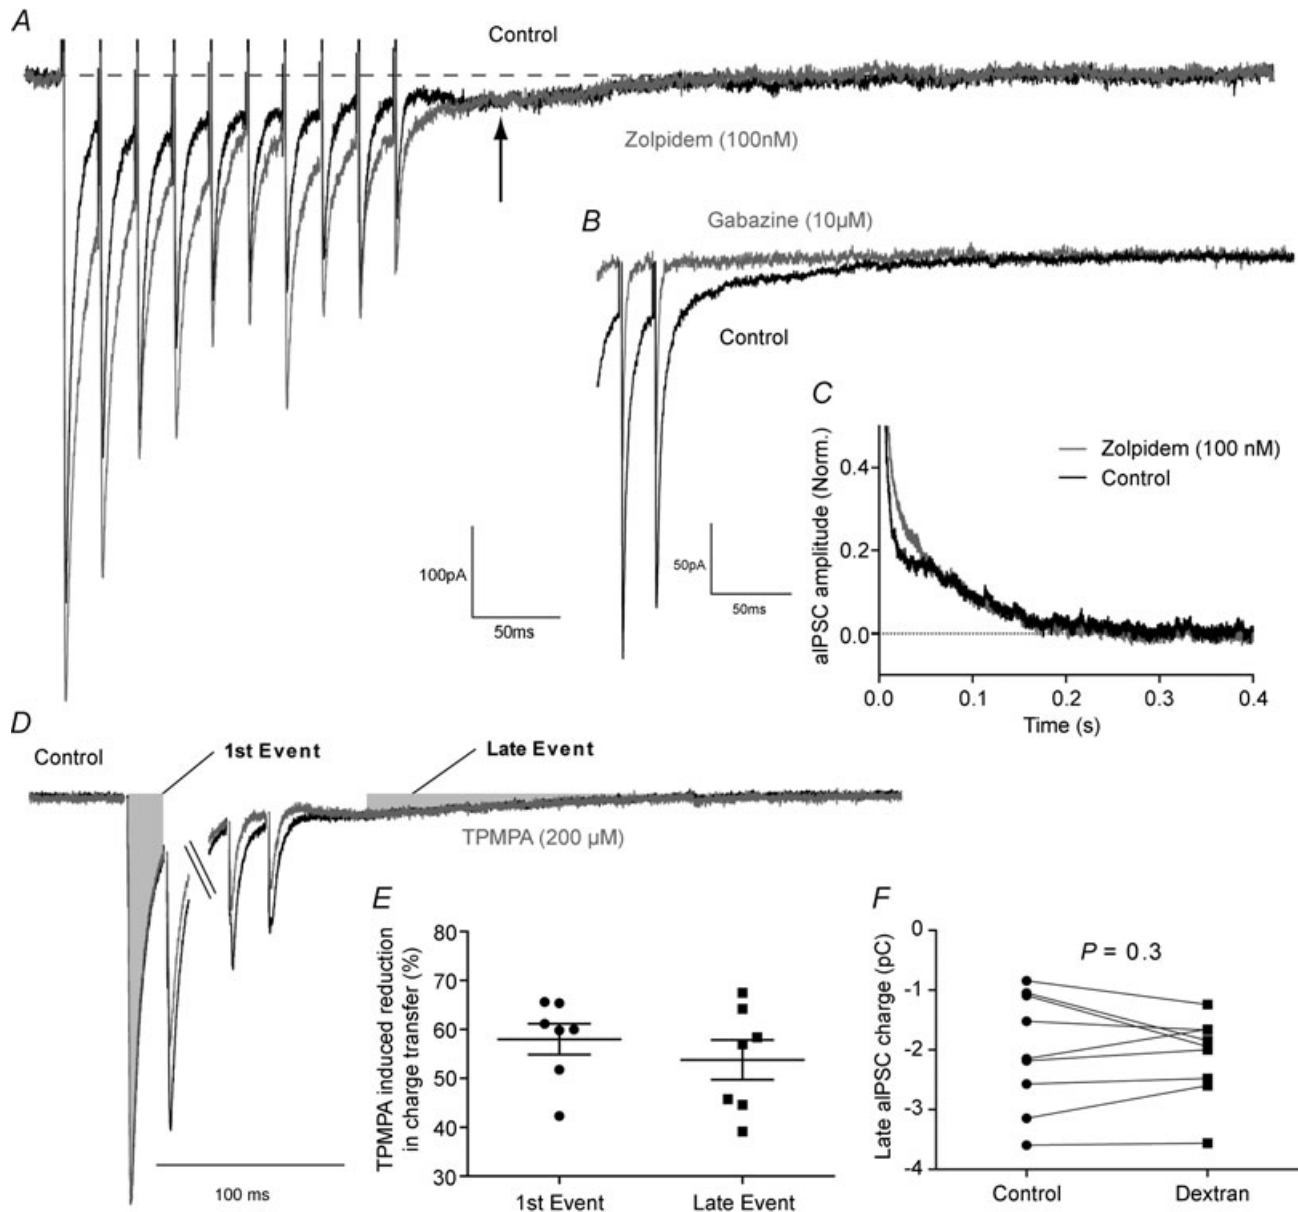 A
Control
Zolpidem (100nM)
B
Gabazine (10µM)
Control
100pA
50ms
50pA
50ms
C
aIPSC amplitude (Norm.)
Zolpidem (100 nM)
Control
0.4
0.2
0.0
0.0 0.1 0.2 0.3 0.4
Time (s)
D
Control
1st Event
Late Event
TPMPA (200 µM)
100 ms
E
TPMPA induced reduction
in charge transfer (%)
80
70
60
50
40
30
1st Event Late Event
F
Late aIPSC charge (pC)
P = 0.3
0
-1
-2
-3
-4
Control Dextran